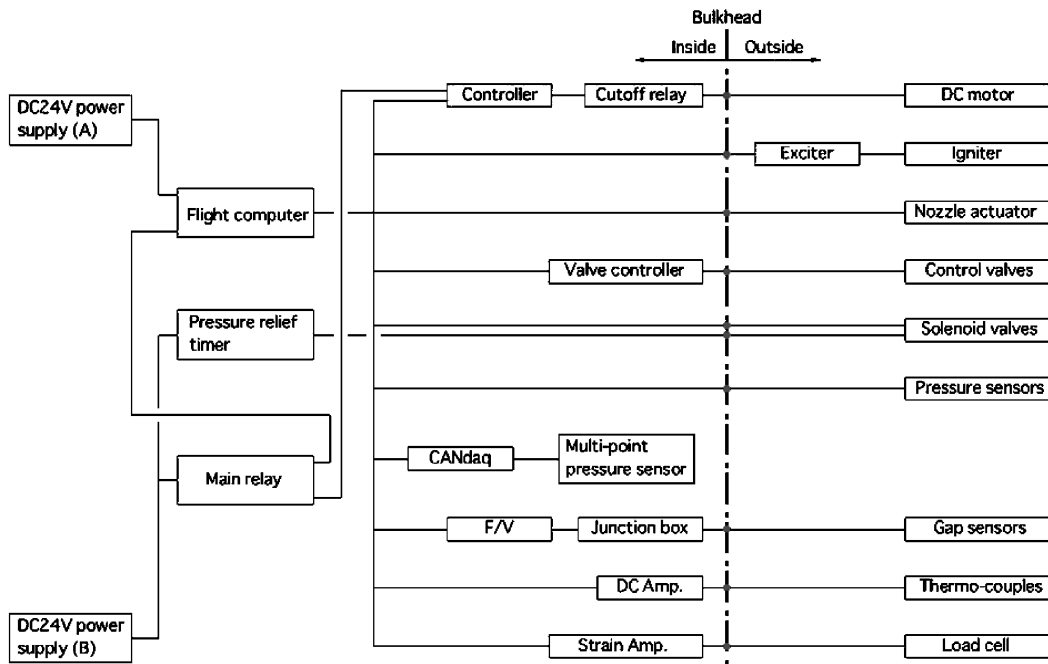 Bulkhead
Inside Outside
DC24V power
supply (A)
Controller Cutoff relay DC motor
Exciter Igniter
Flight computer Nozzle actuator
Valve controller Control valves
Pressure relief
timer
Solenoid valves
Pressure sensors
Main relay
CANdaq
Multi-point
pressure sensor
F/V Junction box Gap sensors
DC Amp. Thermo-couples
DC24V power
supply (B)
Strain Amp. Load cell